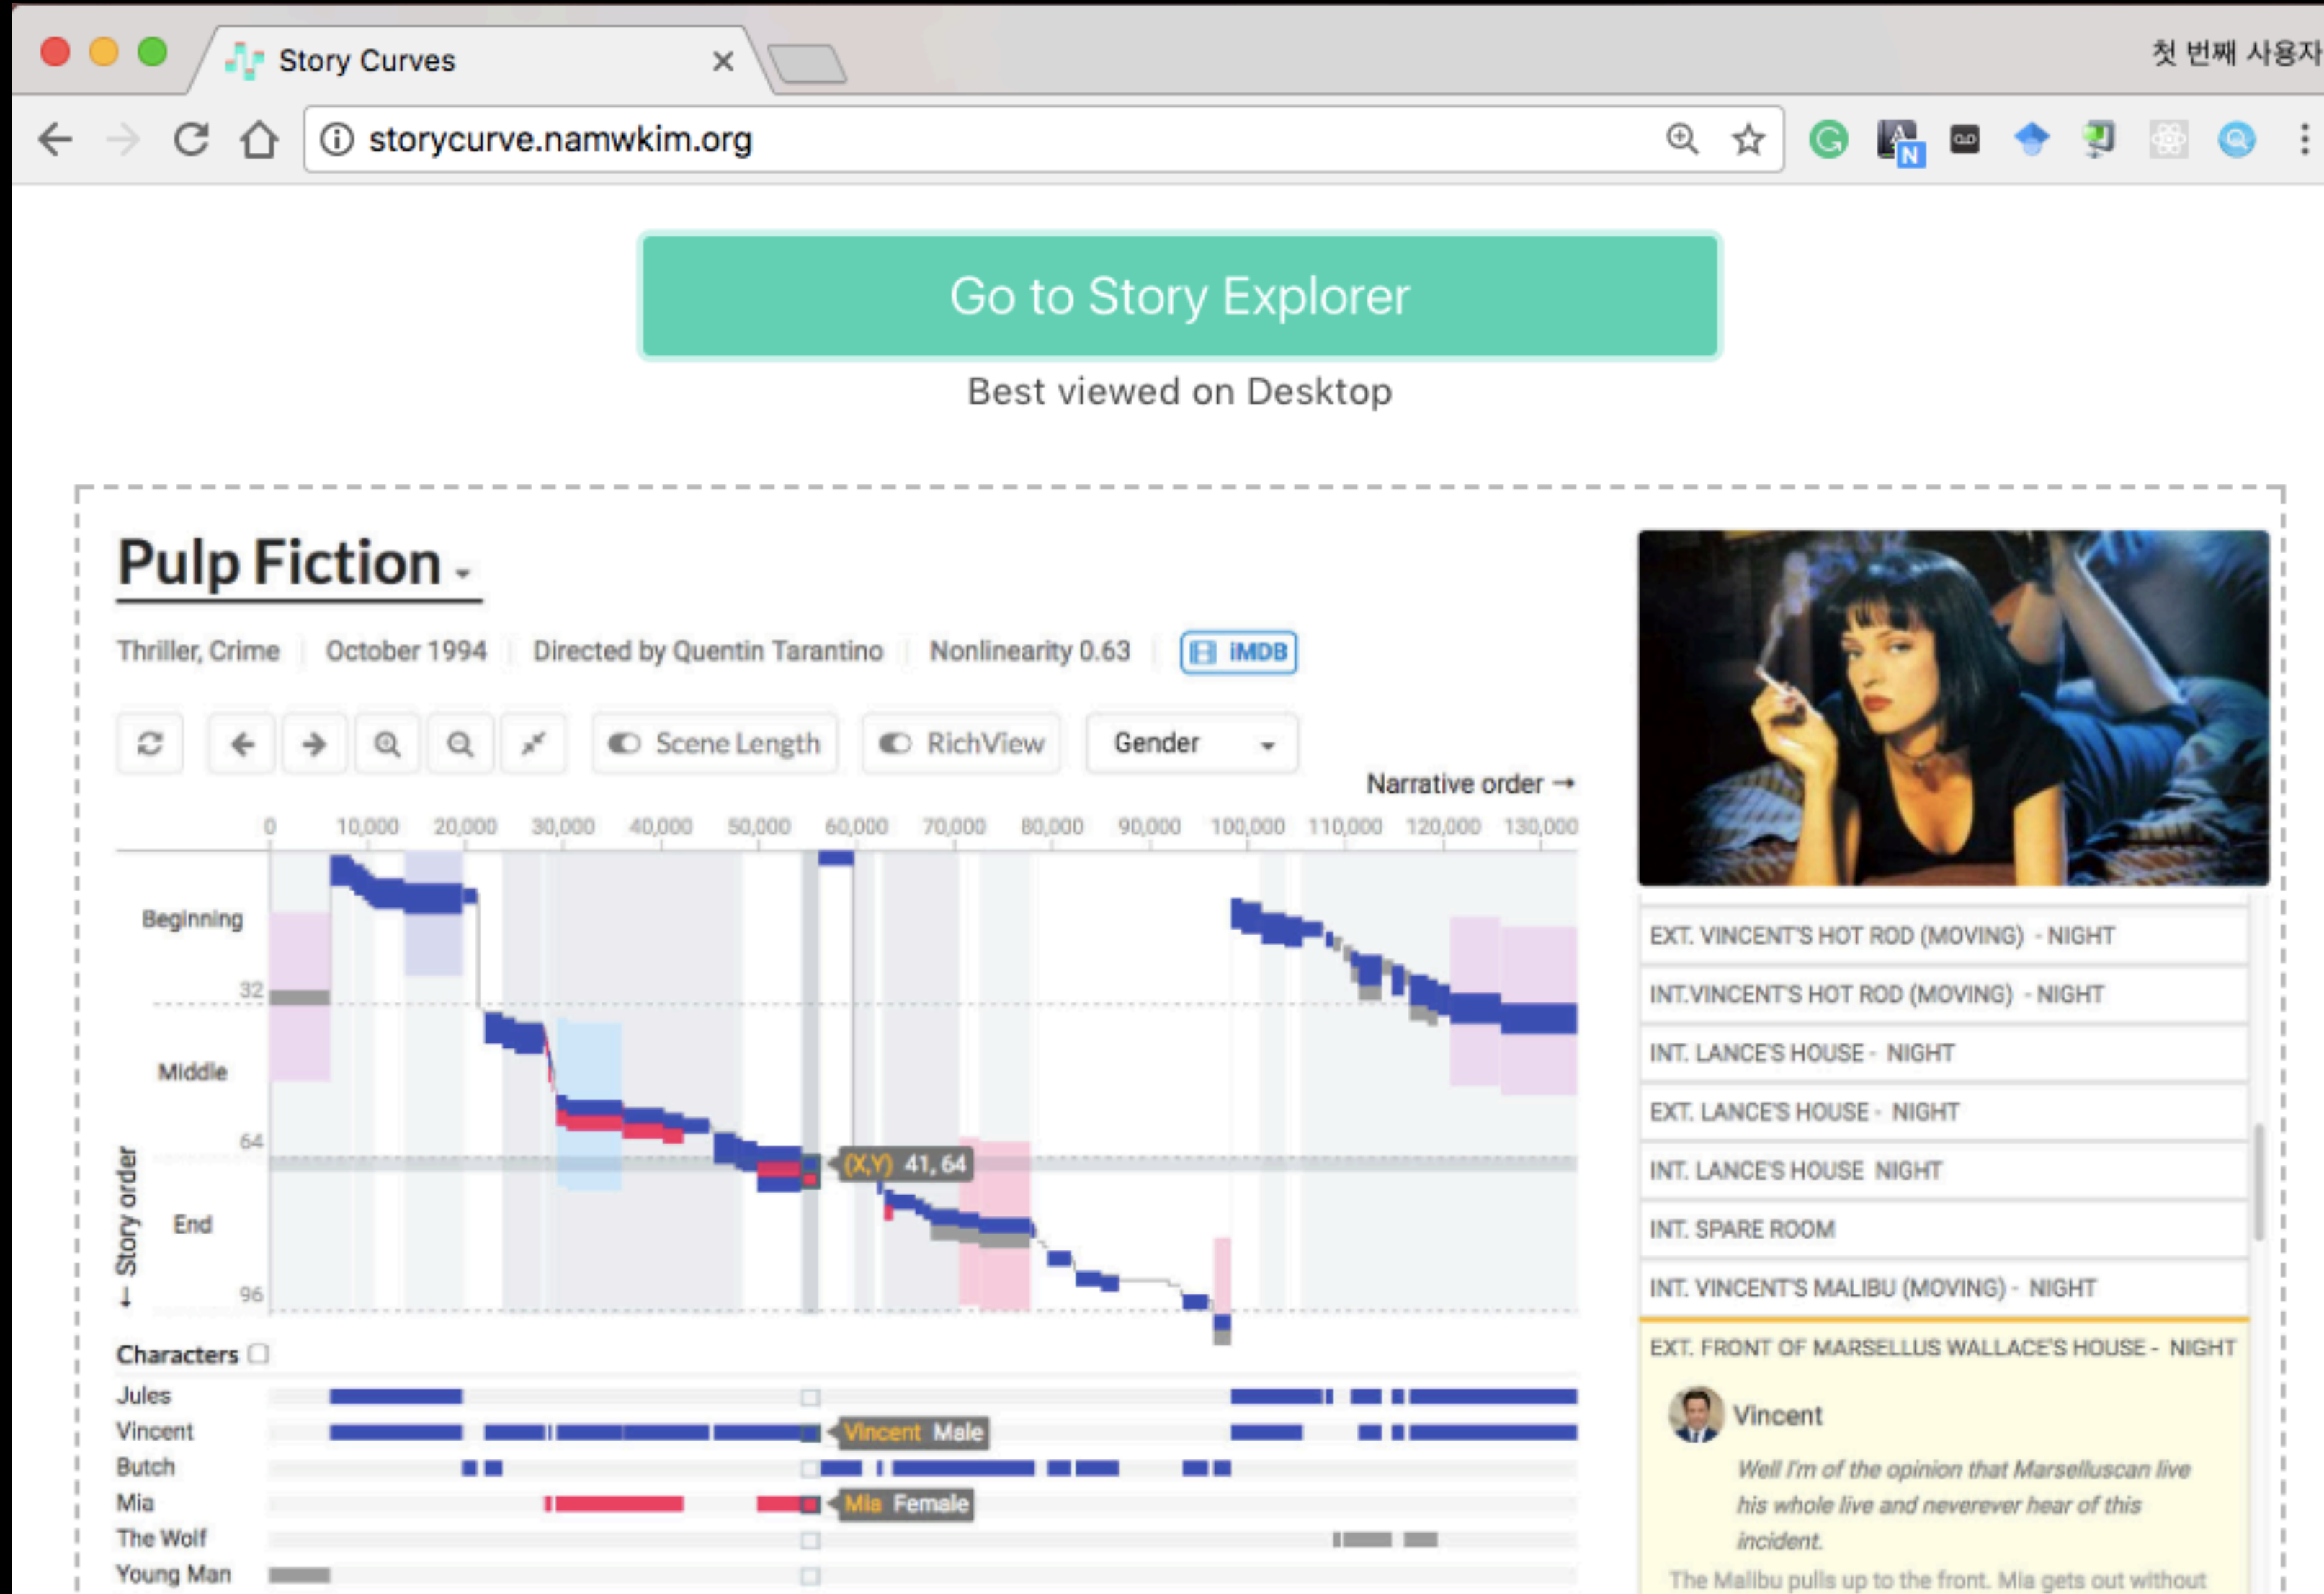 Story Curves
첫 번째 사용자
storycurve.namwkim.org
Go to Story Explorer
Best viewed on Desktop
Pulp Fiction
Thriller, Crime October 1994 Directed by Quentin Tarantino Nonlinearity 0.63 iMDB
Scene Length RichView Gender
Narrative order →
0 10,000 20,000 30,000 40,000 50,000 60,000 70,000 80,000 90,000 100,000 110,000 120,000 130,000
Beginning
32
Middle
64
(X,Y) 41, 64
← Story order
End
96
Characters
Jules
Vincent
Vincent Male
Butch
Mia
Mia Female
The Wolf
Young Man
EXT. VINCENT'S HOT ROD (MOVING) - NIGHT
INT.VINCENT'S HOT ROD (MOVING) - NIGHT
INT. LANCE'S HOUSE - NIGHT
EXT. LANCE'S HOUSE - NIGHT
INT. LANCE'S HOUSE NIGHT
INT. SPARE ROOM
INT. VINCENT'S MALIBU (MOVING) - NIGHT
EXT. FRONT OF MARSELLUS WALLACE'S HOUSE - NIGHT
Vincent
Well I'm of the opinion that Marselluscan live
his whole live and neverever hear of this
incident.
The Malibu pulls up to the front. Mia gets out without